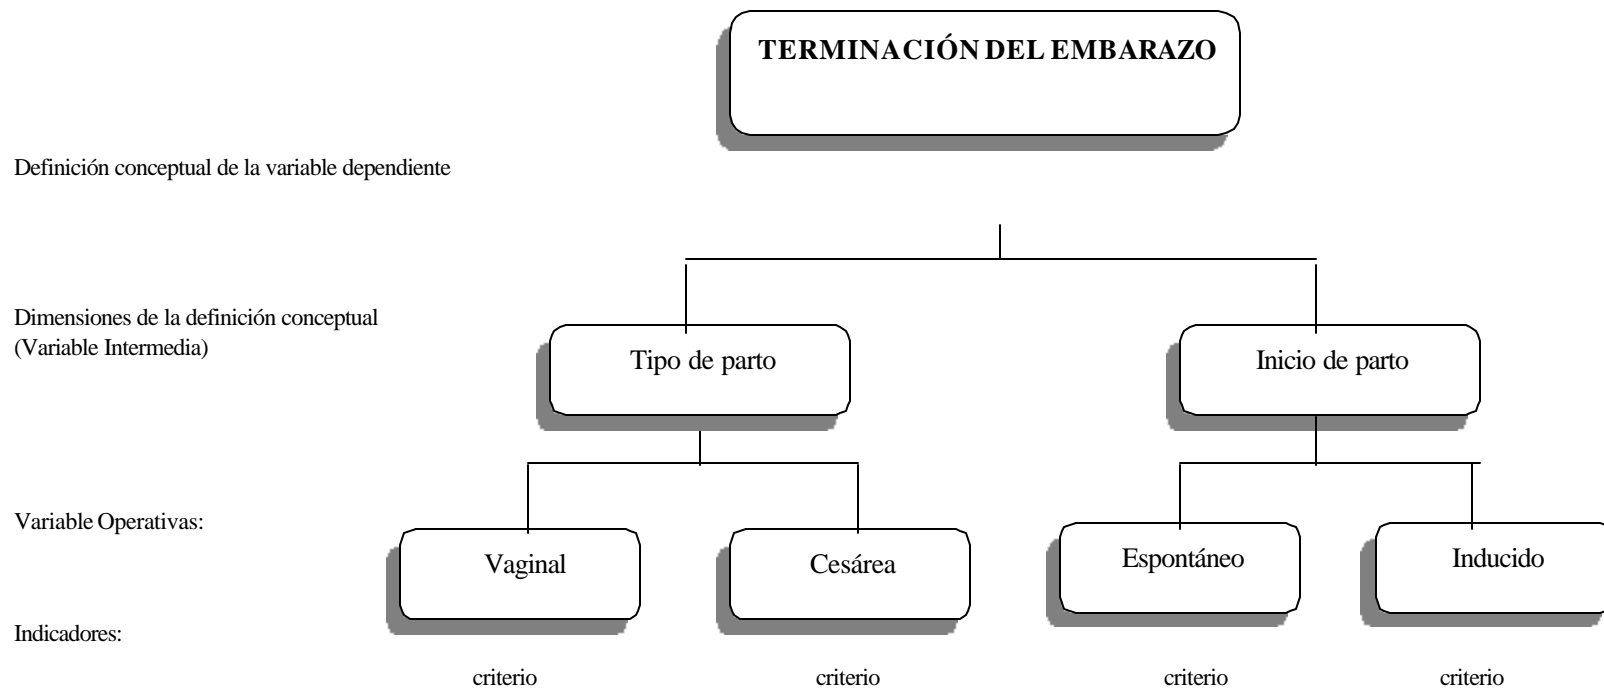 TERMINACIÓN DEL EMBARAZO
Definición conceptual de la variable dependiente
Dimensiones de la definición conceptual
(Variable Intermedia)
Tipo de parto
Inicio de parto
Variable Operativas:
Vaginal
Cesárea
Espontáneo
Inducido
Indicadores:
criterio
criterio
criterio
criterio